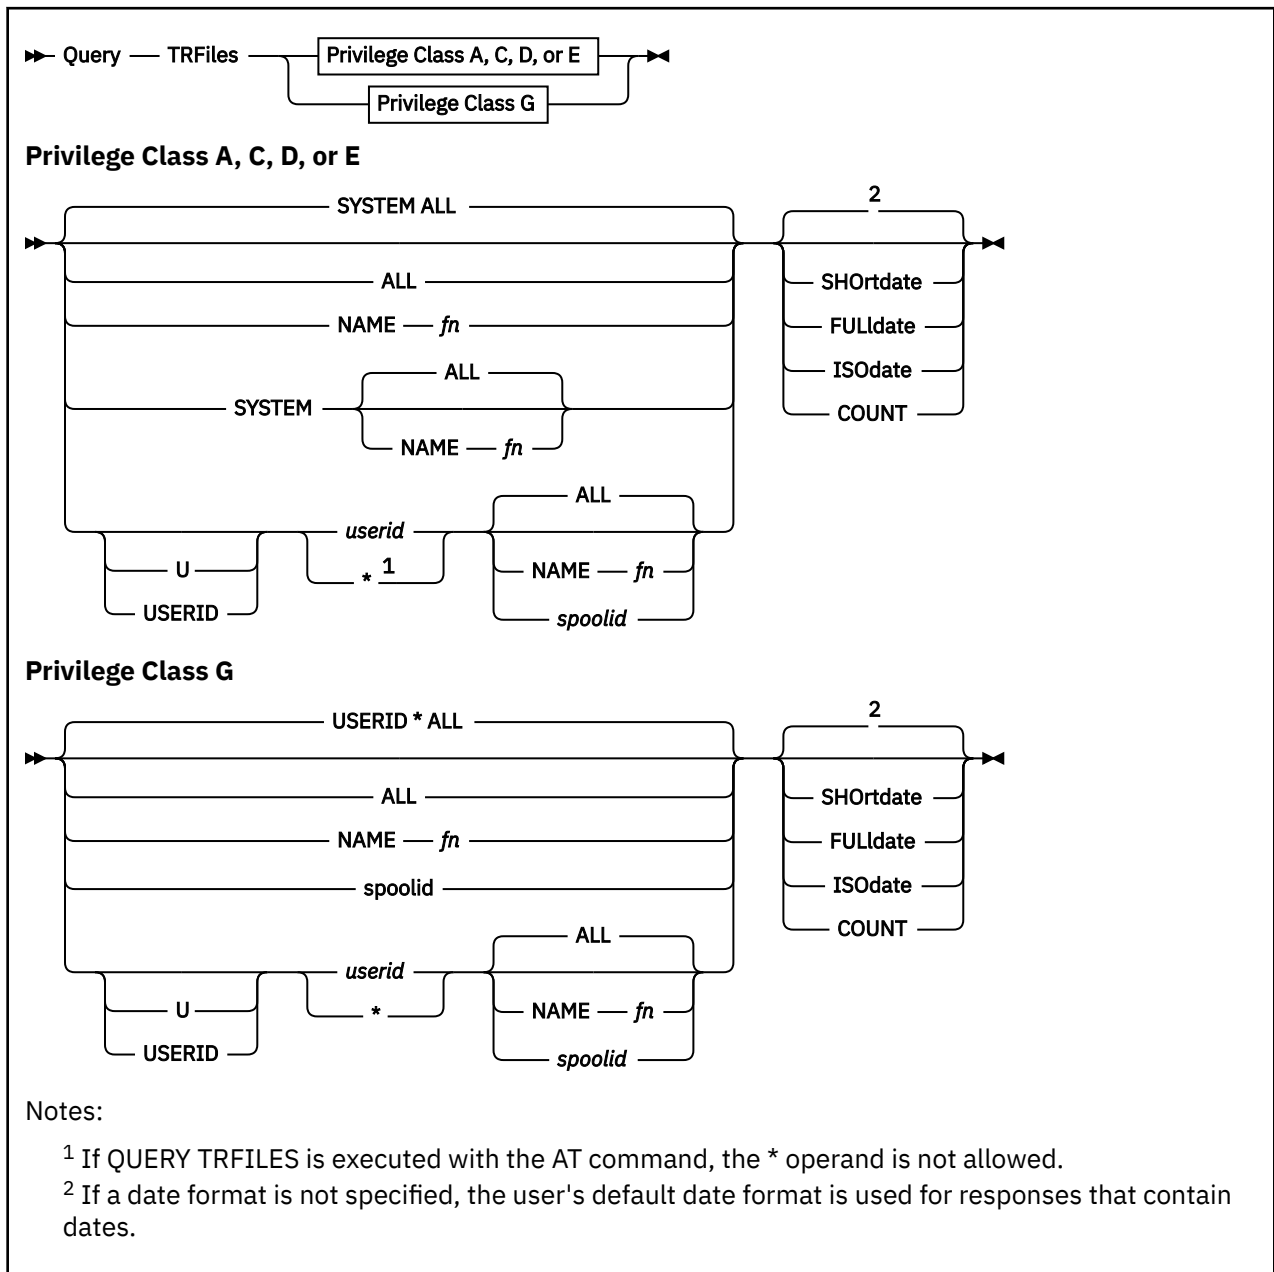 Query TRFiles Privilege Class A, C, D, or E
Privilege Class G
Privilege Class A, C, D, or E
SYSTEM ALL
2
ALL
SHOrtdate
NAME fn
FULldate
ALL
ISOdate
SYSTEM
COUNT
NAME fn
ALL
userid
U
* 1
NAME fn
USERID
spoolid
Privilege Class G
USERID * ALL
2
ALL
SHOrtdate
NAME fn
FULldate
spoolid
ISOdate
COUNT
ALL
userid
U
*
NAME fn
USERID
spoolid
Notes:
1 If QUERY TRFILES is executed with the AT command, the * operand is not allowed.
2 If a date format is not specified, the user's default date format is used for responses that contain
dates.